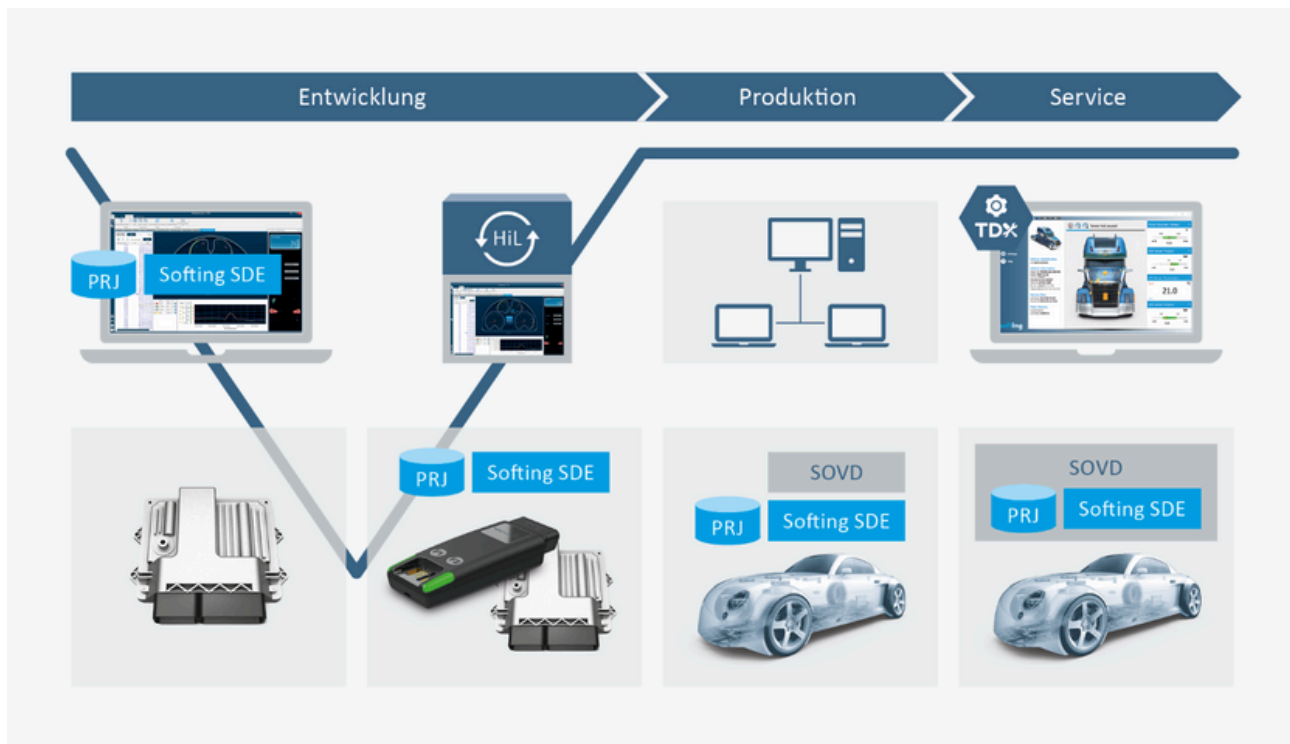 Entwicklung
Produktion
Service
PRJ
Softing SDE
HiL
TDX
21.0
PRJ
Softing SDE
SOVD
PRJ
Softing SDE
SOVD
PRJ
Softing SDE